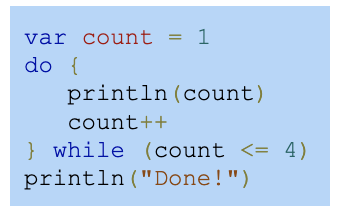 var count = 1
do {
   println(count)
   count++
} while (count <= 4)
println("Done!")